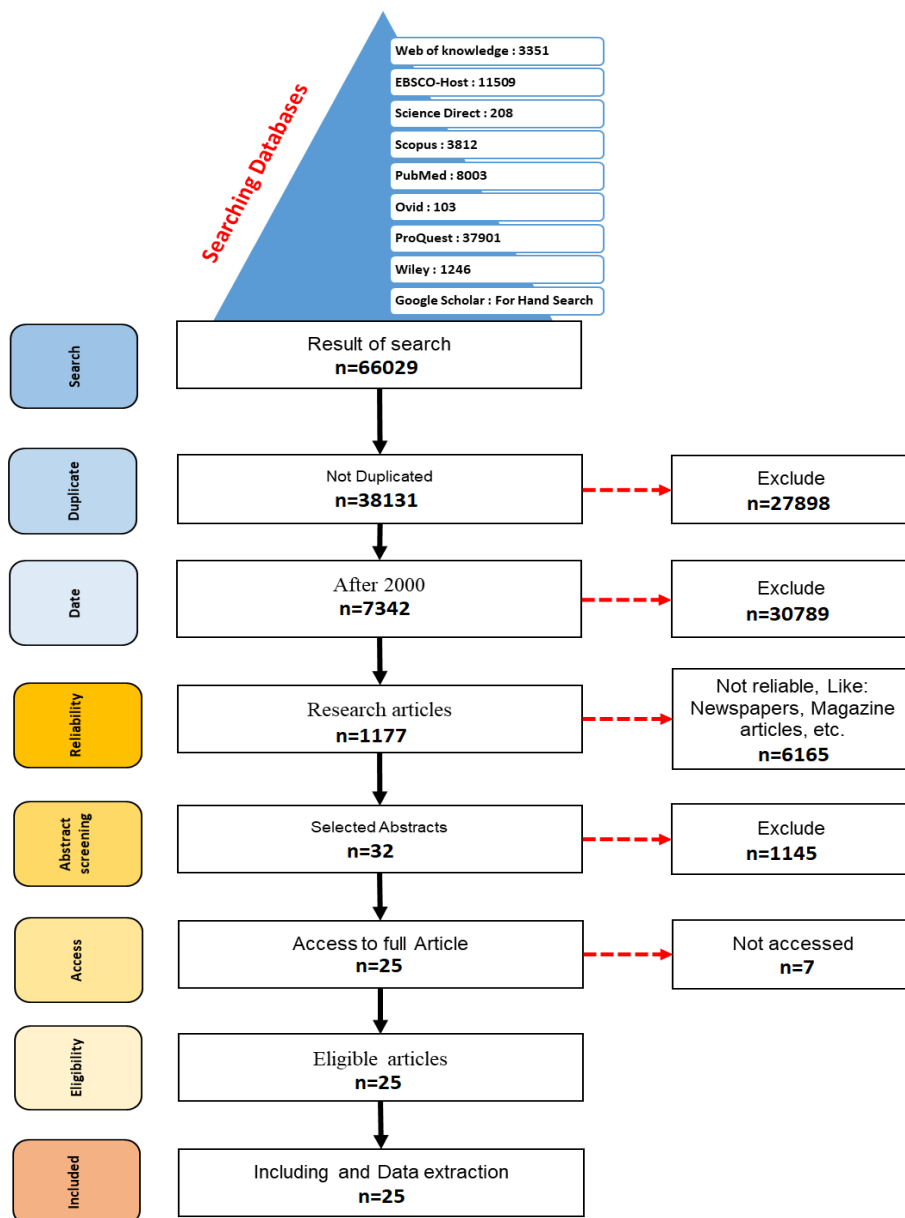 Searching Databases
Web of knowledge : 3351
EBSCO-Host : 11509
Science Direct : 208
Scopus : 3812
PubMed : 8003
Ovid : 103
ProQuest : 37901
Wiley : 1246
Google Scholar : For Hand Search
Search
Result of search
n=66029
Duplicate
Not Duplicated
n=38131
Exclude
n=27898
Date
After 2000
n=7342
Exclude
n=30789
Reliability
Research articles
n=1177
Not reliable, Like:
Newspapers, Magazine
articles, etc.
n=6165
Abstract
screening
Selected Abstracts
n=32
Exclude
n=1145
Access
Access to full Article
n=25
Not accessed
n=7
Eligibility
Eligible articles
n=25
Included
Including and Data extraction
n=25